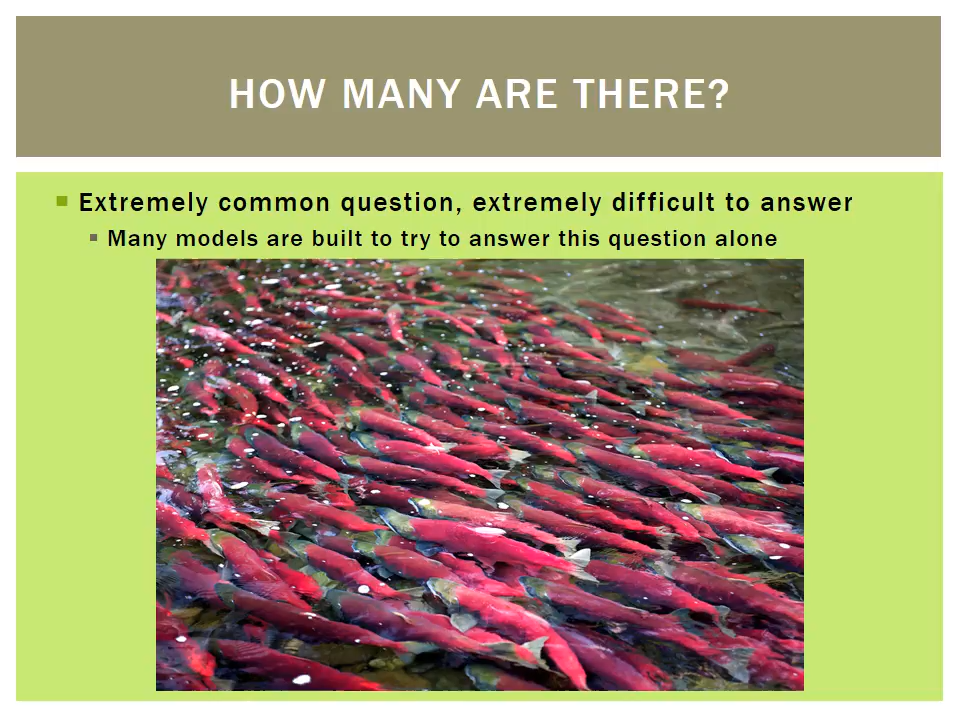 HOW MANY ARE THERE?
Extremely common question, extremely difficult to answer
Many models are built to try to answer this question alone